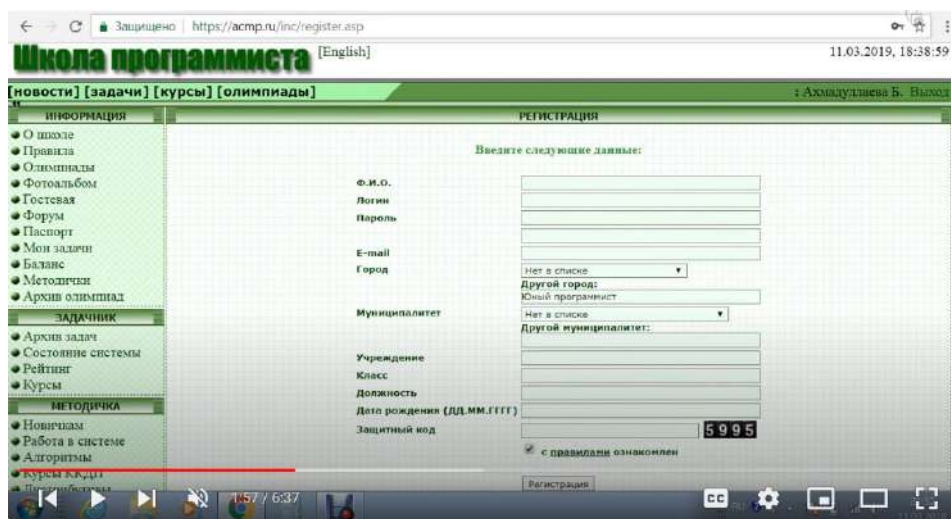 Защищено https://acmp.ru/inc/register.asp
Школа программиста [English] 11.03.2019, 18:38:59
[новости] [задачи] [курсы] [олимпиады] : Ахмадуллаева Б. Выход
ИНФОРМАЦИЯ
О школе
Правила
Олимпиады
Фотоальбом
Гостевая
Форум
Паспорт
Мои задачи
Баланс
Методички
Архив олимпиад
ЗАДАЧНИК
Архив задач
Состояние системы
Рейтинг
Курсы
МЕТОДИЧКА
Новичкам
Работа в системе
Алгоритмы
Курсы ККДП
РЕГИСТРАЦИЯ
Введите следующие данные:
Ф.И.О.
Логин
Пароль
E-mail
Город Нет в списке
Другой город:
Юный программист
Муниципалитет Нет в списке
Другой муниципалитет:
Учреждение
Класс
Должность
Дата рождения (ДД.ММ.ГГГГ)
Защитный код 5995
с правилами ознакомлен
Регистрация
1:57 / 6:37
CC